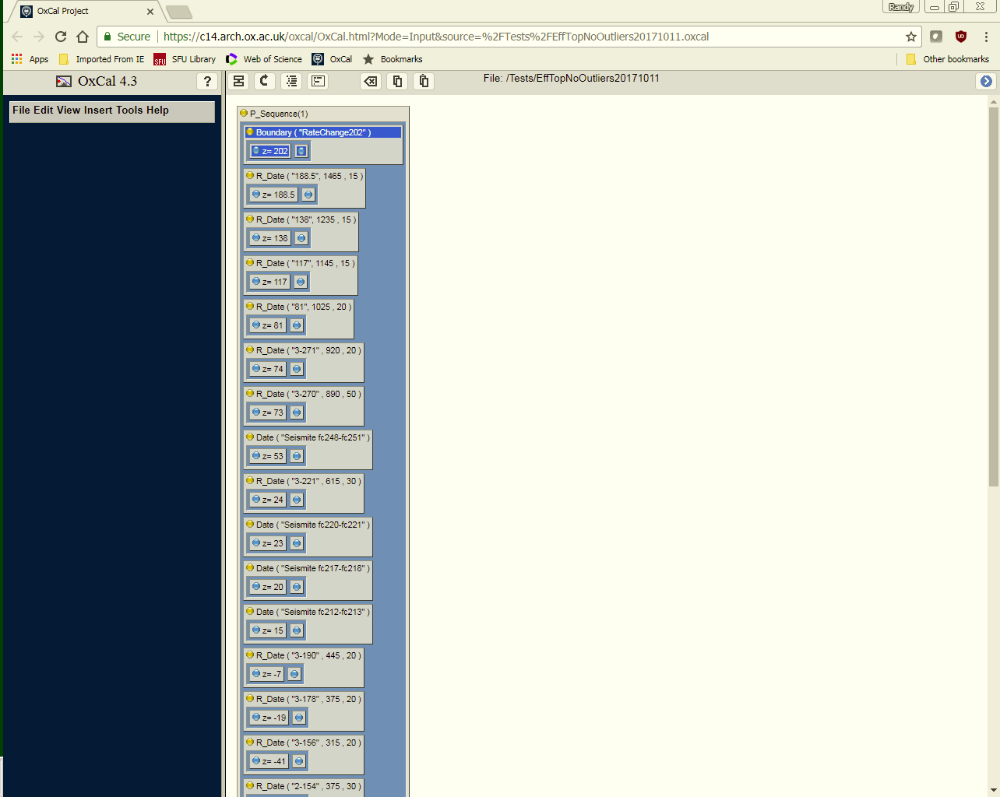 OxCal Project
Randy
Secure
https://c14.arch.ox.ac.uk/oxcal/OxCal.html?Mode=Input&source=%2FTests%2FEffTopNoOutliers20171011.oxcal
Apps
Imported From IE
SFU
SFU Library
Web of Science
OxCal
Bookmarks
Other bookmarks
OxCal 4.3
?
File: /Tests/EffTopNoOutliers20171011
File Edit View Insert Tools Help
P_Sequence(1)
Boundary ( "RateChange202" )
z= 202
R_Date ( "188.5", 1465 , 15 )
z= 188.5
R_Date ( "138", 1235 , 15 )
z= 138
R_Date ( "117", 1145 , 15 )
z= 117
R_Date ( "81", 1025 , 20 )
z= 81
R_Date ( "3-271" , 920 , 20 )
z= 74
R_Date ( "3-270" , 890 , 50 )
z= 73
Date ( "Seismite fc248-fc251" )
z= 53
R_Date ( "3-221" , 615 , 30 )
z= 24
Date ( "Seismite fc220-fc221" )
z= 23
Date ( "Seismite fc217-fc218" )
z= 20
Date ( "Seismite fc212-fc213" )
z= 15
R_Date ( "3-190" , 445 , 20 )
z= -7
R_Date ( "3-178" , 375 , 20 )
z= -19
R_Date ( "3-156" , 315 , 20 )
z= -41
R_Date ( "2-154" , 375 , 30 )